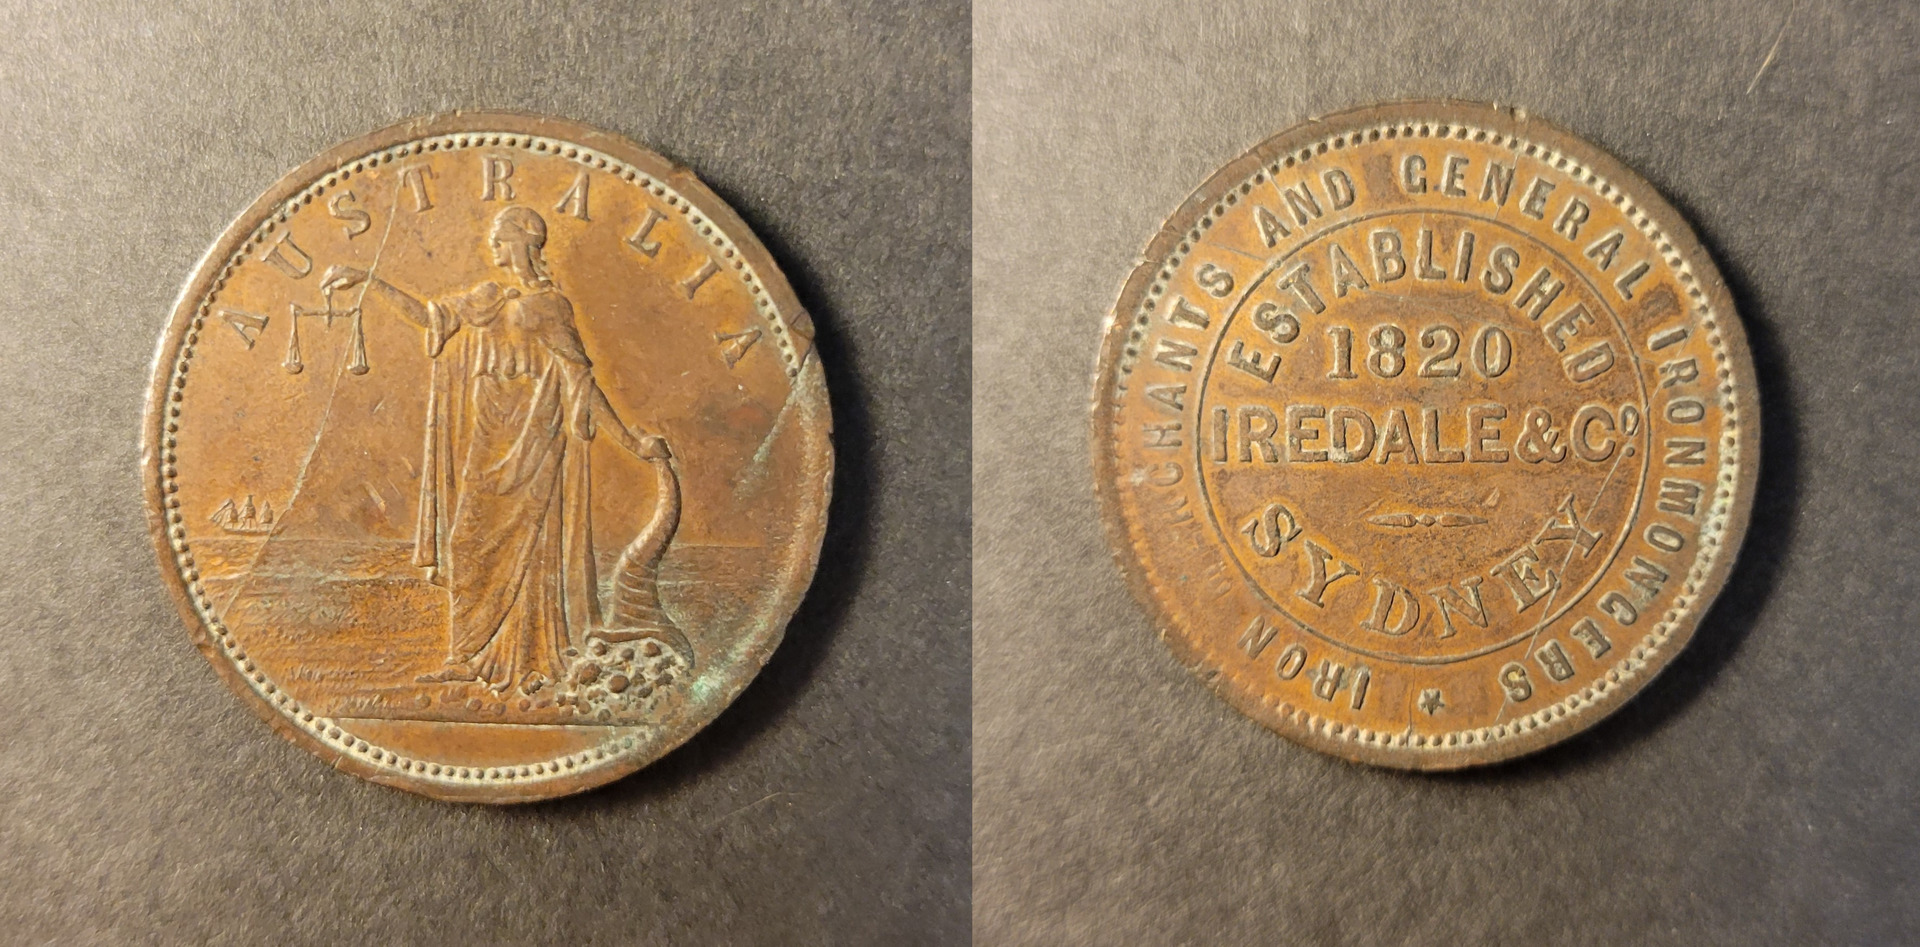 AUSTRALIA
IRON MERCHANTS AND GENERAL IRONMONGERS
ESTABLISHED
1820
IREDALE & Co.
SYDNEY